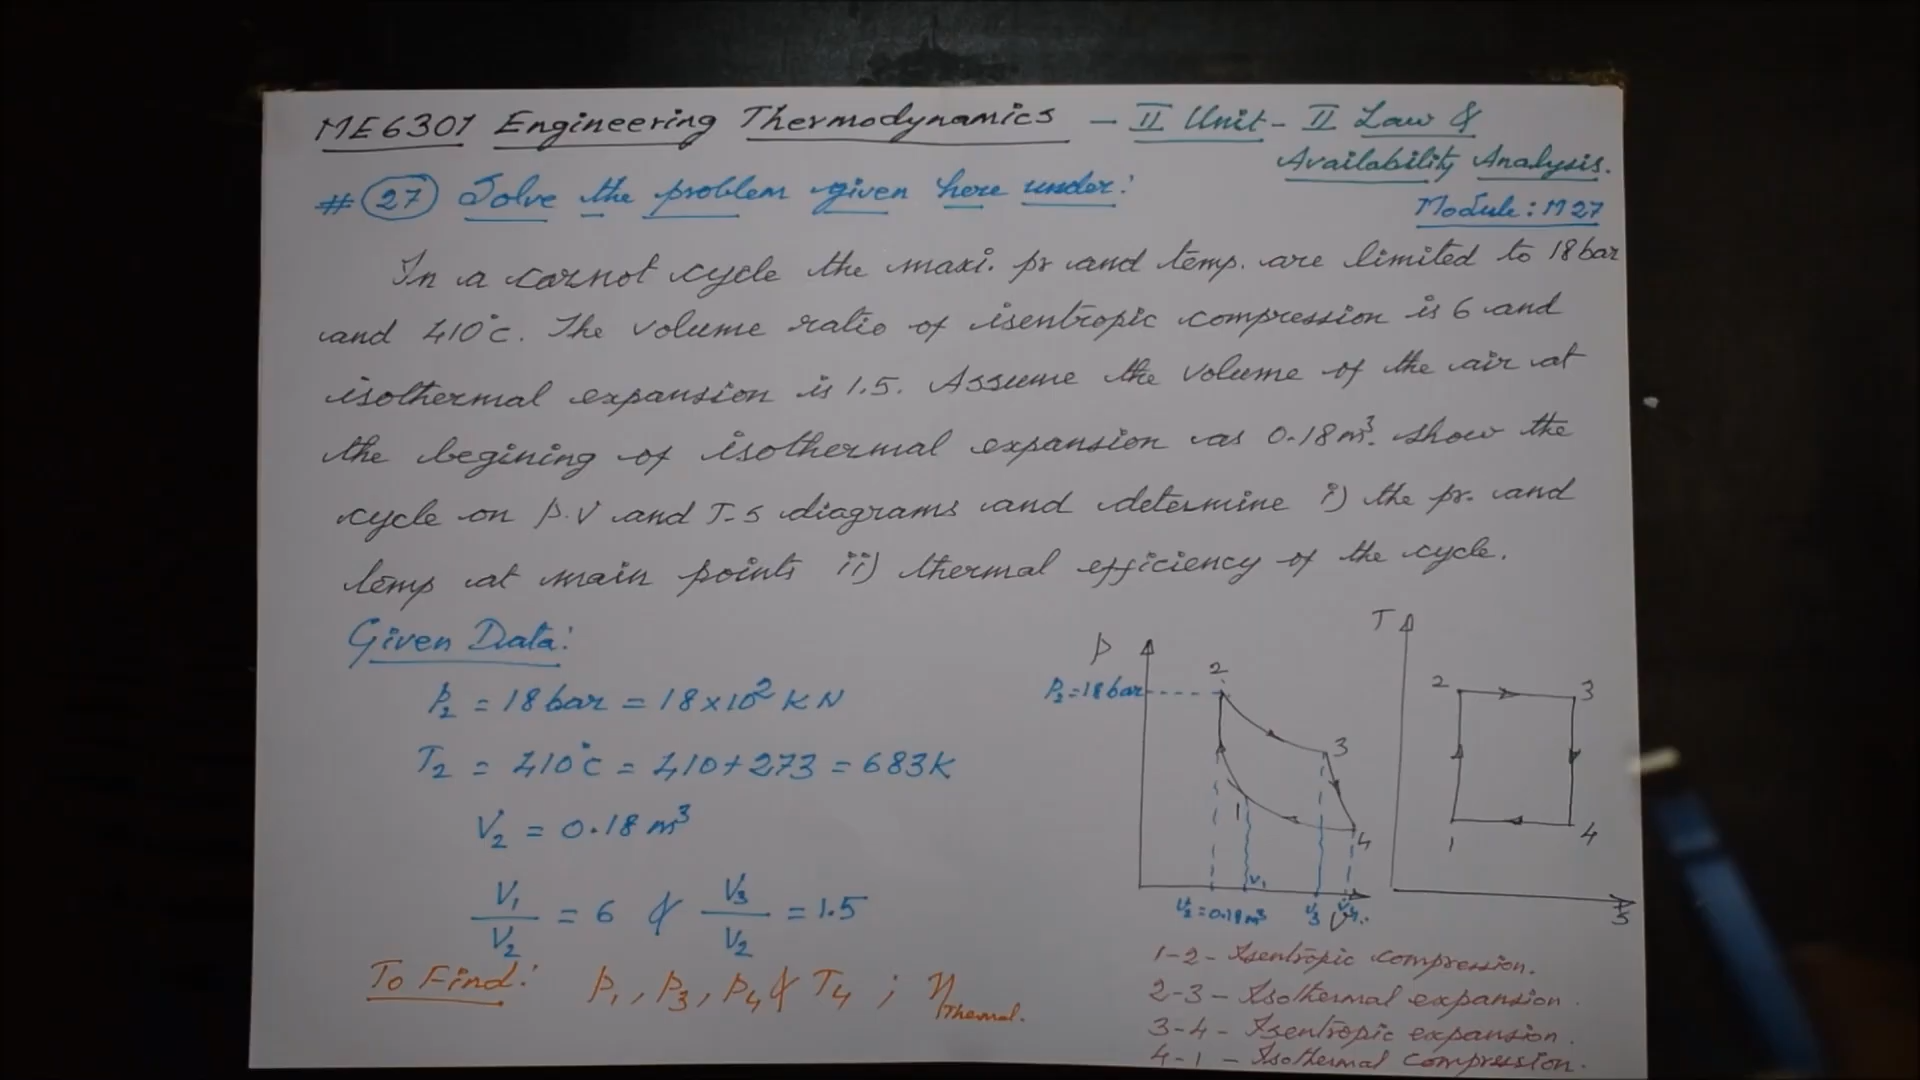 ME6301 Engineering Thermodynamics - II Unit - II Law &
Availability Analysis.
# 27 Solve the problem given here under:
Module: M27
In a carnot cycle the maxi. pr and temp. are limited to 18 bar
and 410°c. The volume ratio of isentropic compression is 6 and
isothermal expansion is 1.5. Assume the volume of the air at
the begining of isothermal expansion as 0.18 m³. show the
cycle on p.v and T-s diagrams and determine i) the pr. and
temp at main points ii) thermal efficiency of the cycle.
Given Data:
P₂ = 18 bar = 18 × 10² KN
T₂ = 410°c = 410 + 273 = 683 K
V₂ = 0.18 m³
V₁/V₂ = 6 & V₃/V₂ = 1.5
To Find: P₁, P₃, P₄ & T₄ ; η thermal.
P
2
P₂ = 18 bar
3
1
4
V₁
V₂ = 0.18 m³ V₃ V₄
T
2 3
1 4
S
1-2 - Isentropic compression.
2-3 - Isothermal expansion.
3-4 - Isentropic expansion.
4-1 - Isothermal compression.